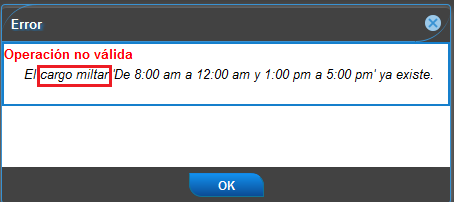 Error
Operación no válida
El cargo miltar 'De 8:00 am a 12:00 am y 1:00 pm a 5:00 pm' ya existe.
OK